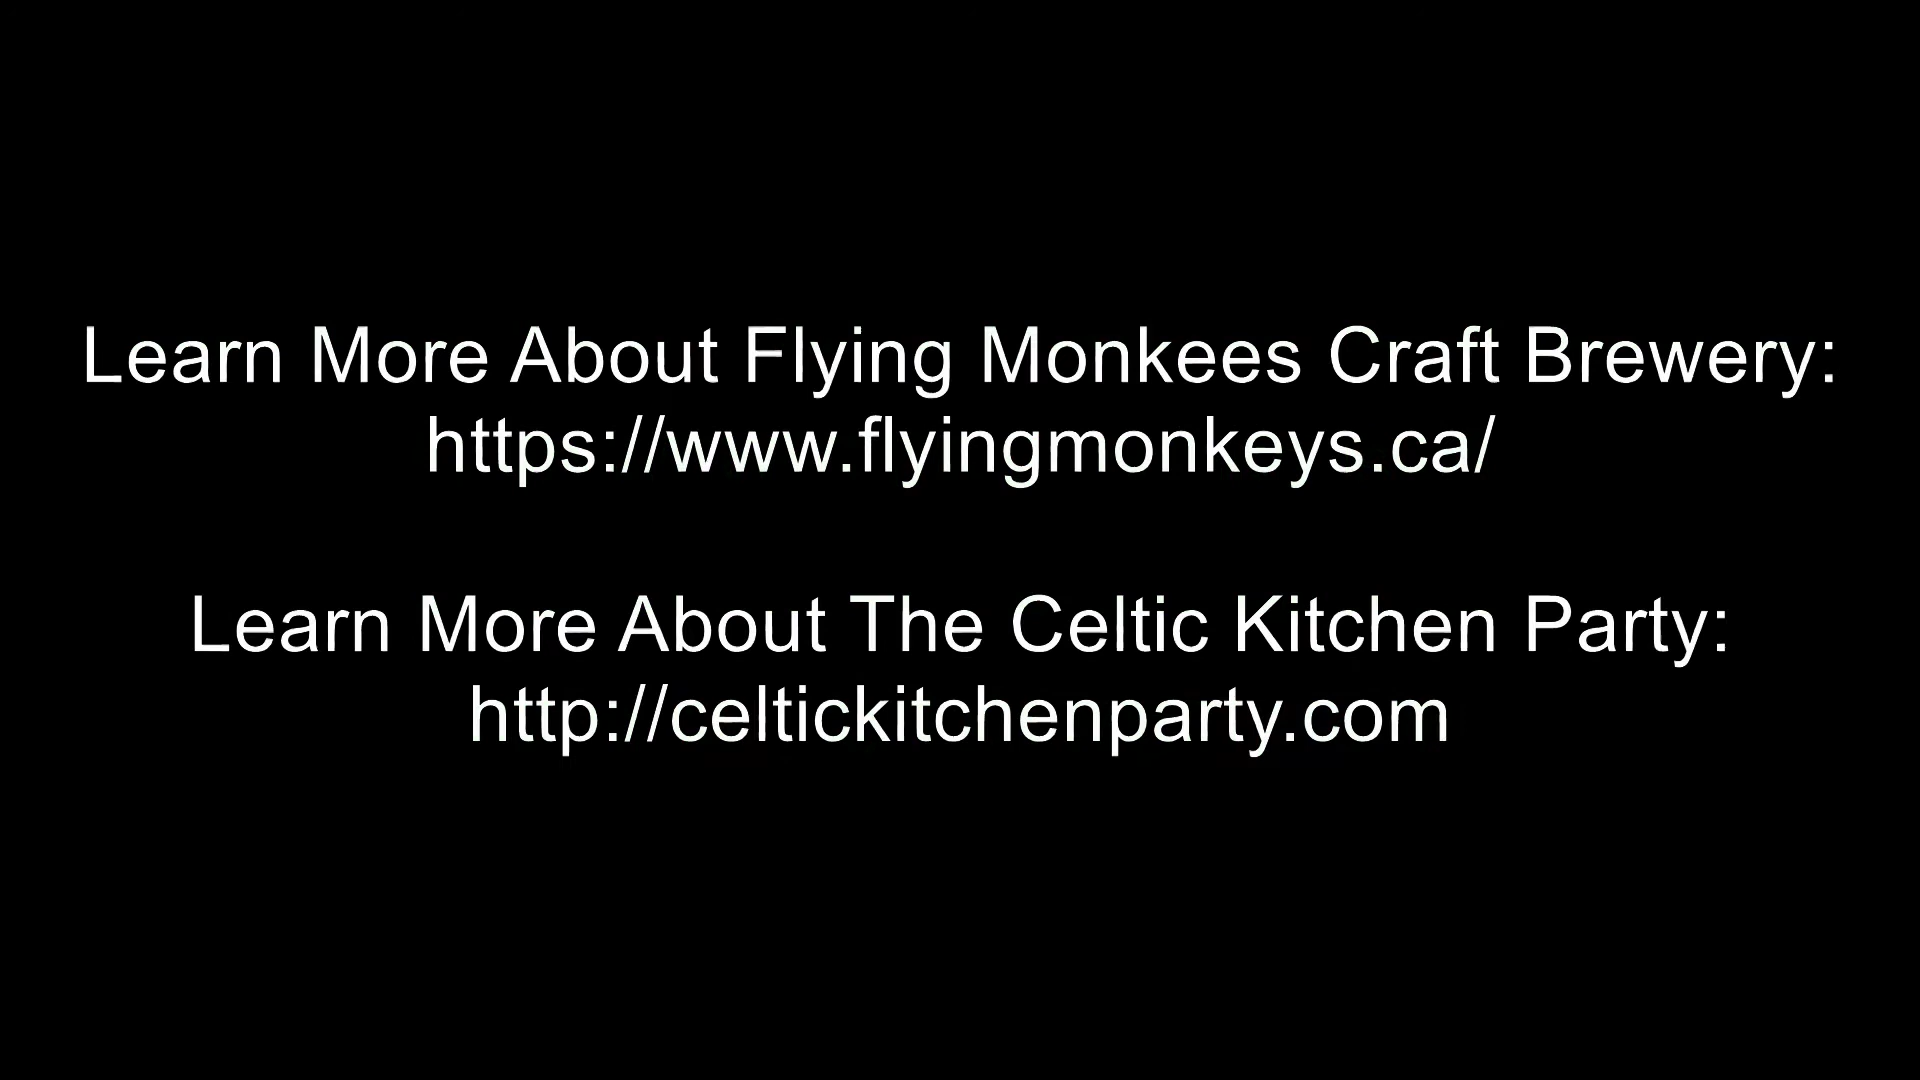 Learn More About Flying Monkees Craft Brewery:
https://www.flyingmonkeys.ca/
Learn More About The Celtic Kitchen Party:
http://celtickitchenparty.com